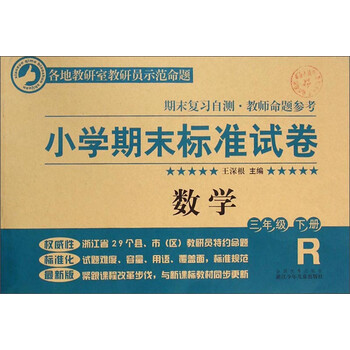 各地教研室教研员示范命题
期末复习自测·教师命题参考
小学期末标准试卷
★★★★★ 王深根 主编 ★★★★★
数学
三年级 下册
权威性 浙江省29个县、市(区)教研员特约命题
标准化 试题难度、容量、用语、覆盖面,标准规范
最新版 紧跟课程改革步伐,与新课标教材同步更新
R